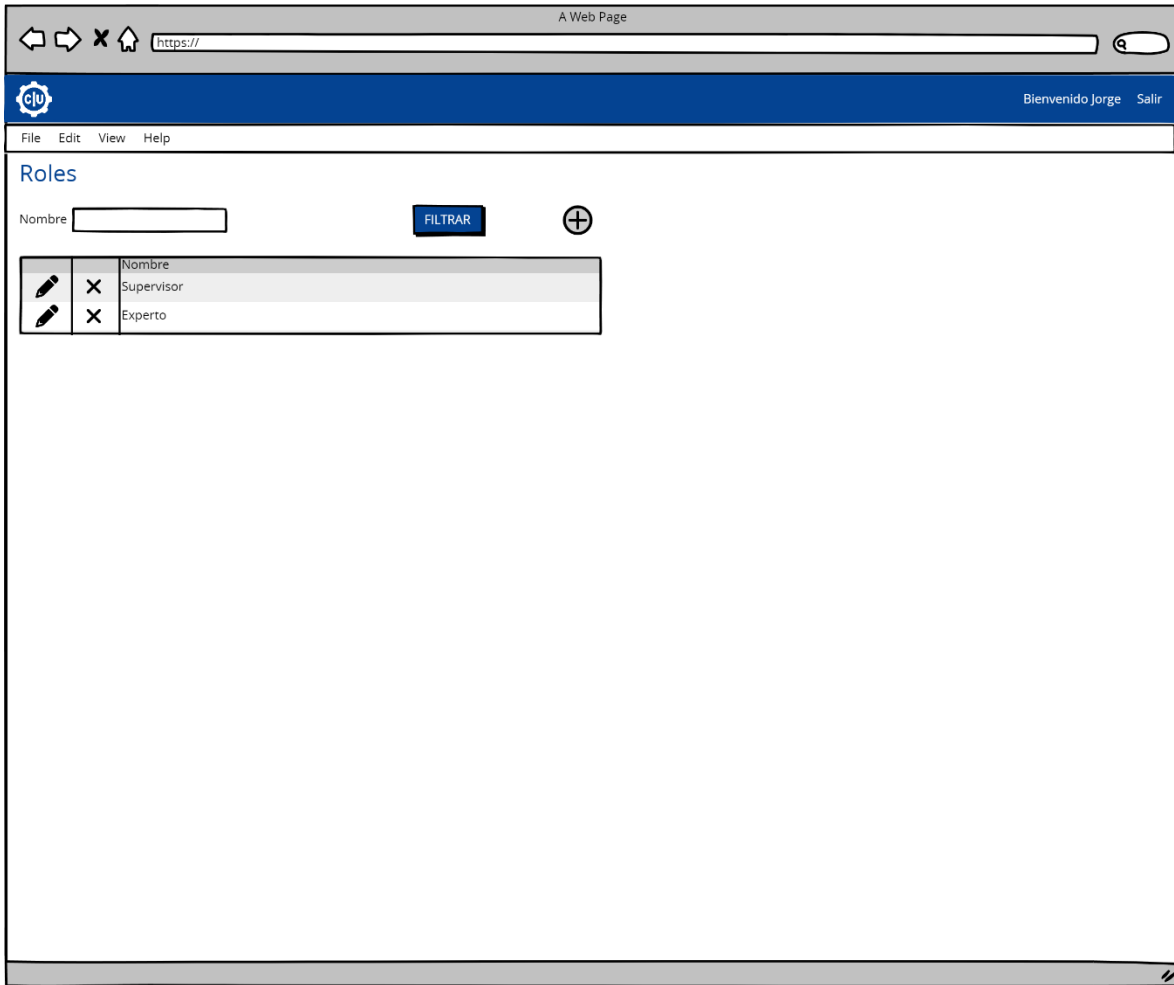 A Web Page
https://
c|u
Bienvenido Jorge Salir
File Edit View Help
Roles
Nombre FILTRAR
Nombre
Supervisor
Experto